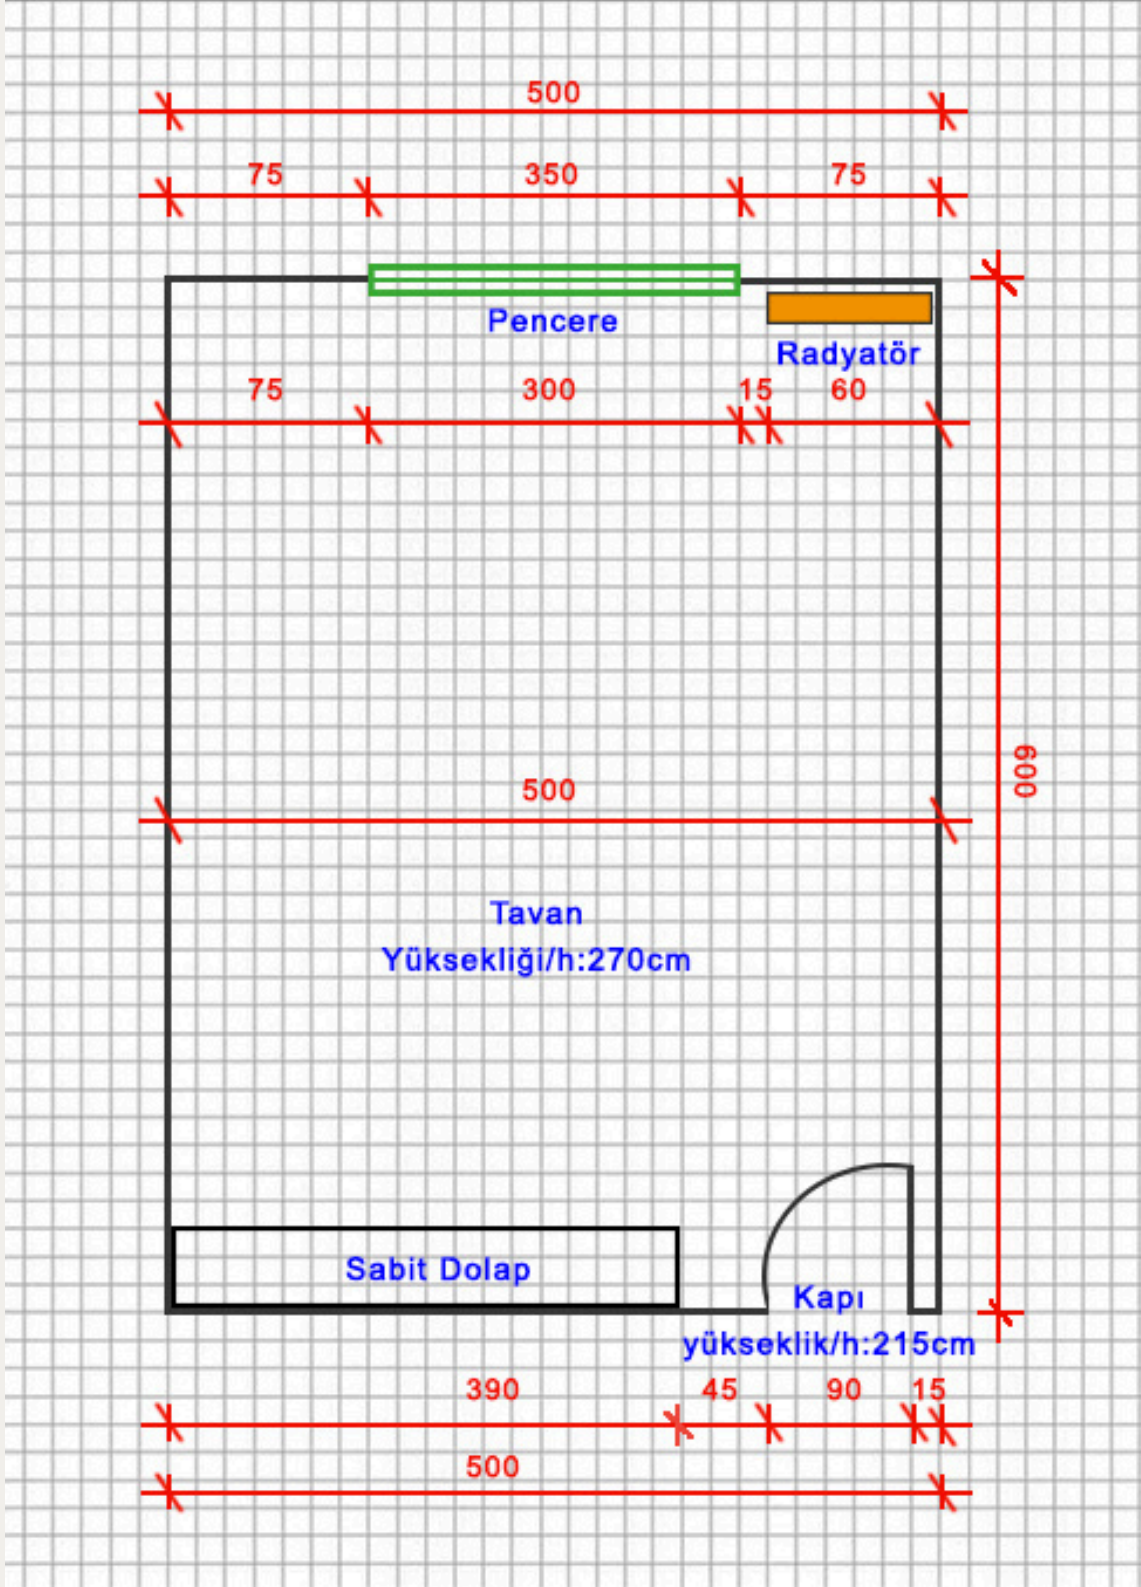 500
75 350 75
Pencere
Radyatör
75 300 15 60
600
500
Tavan
Yüksekliği/h:270cm
Sabit Dolap
Kapı
yükseklik/h:215cm
390 45 90 15
500